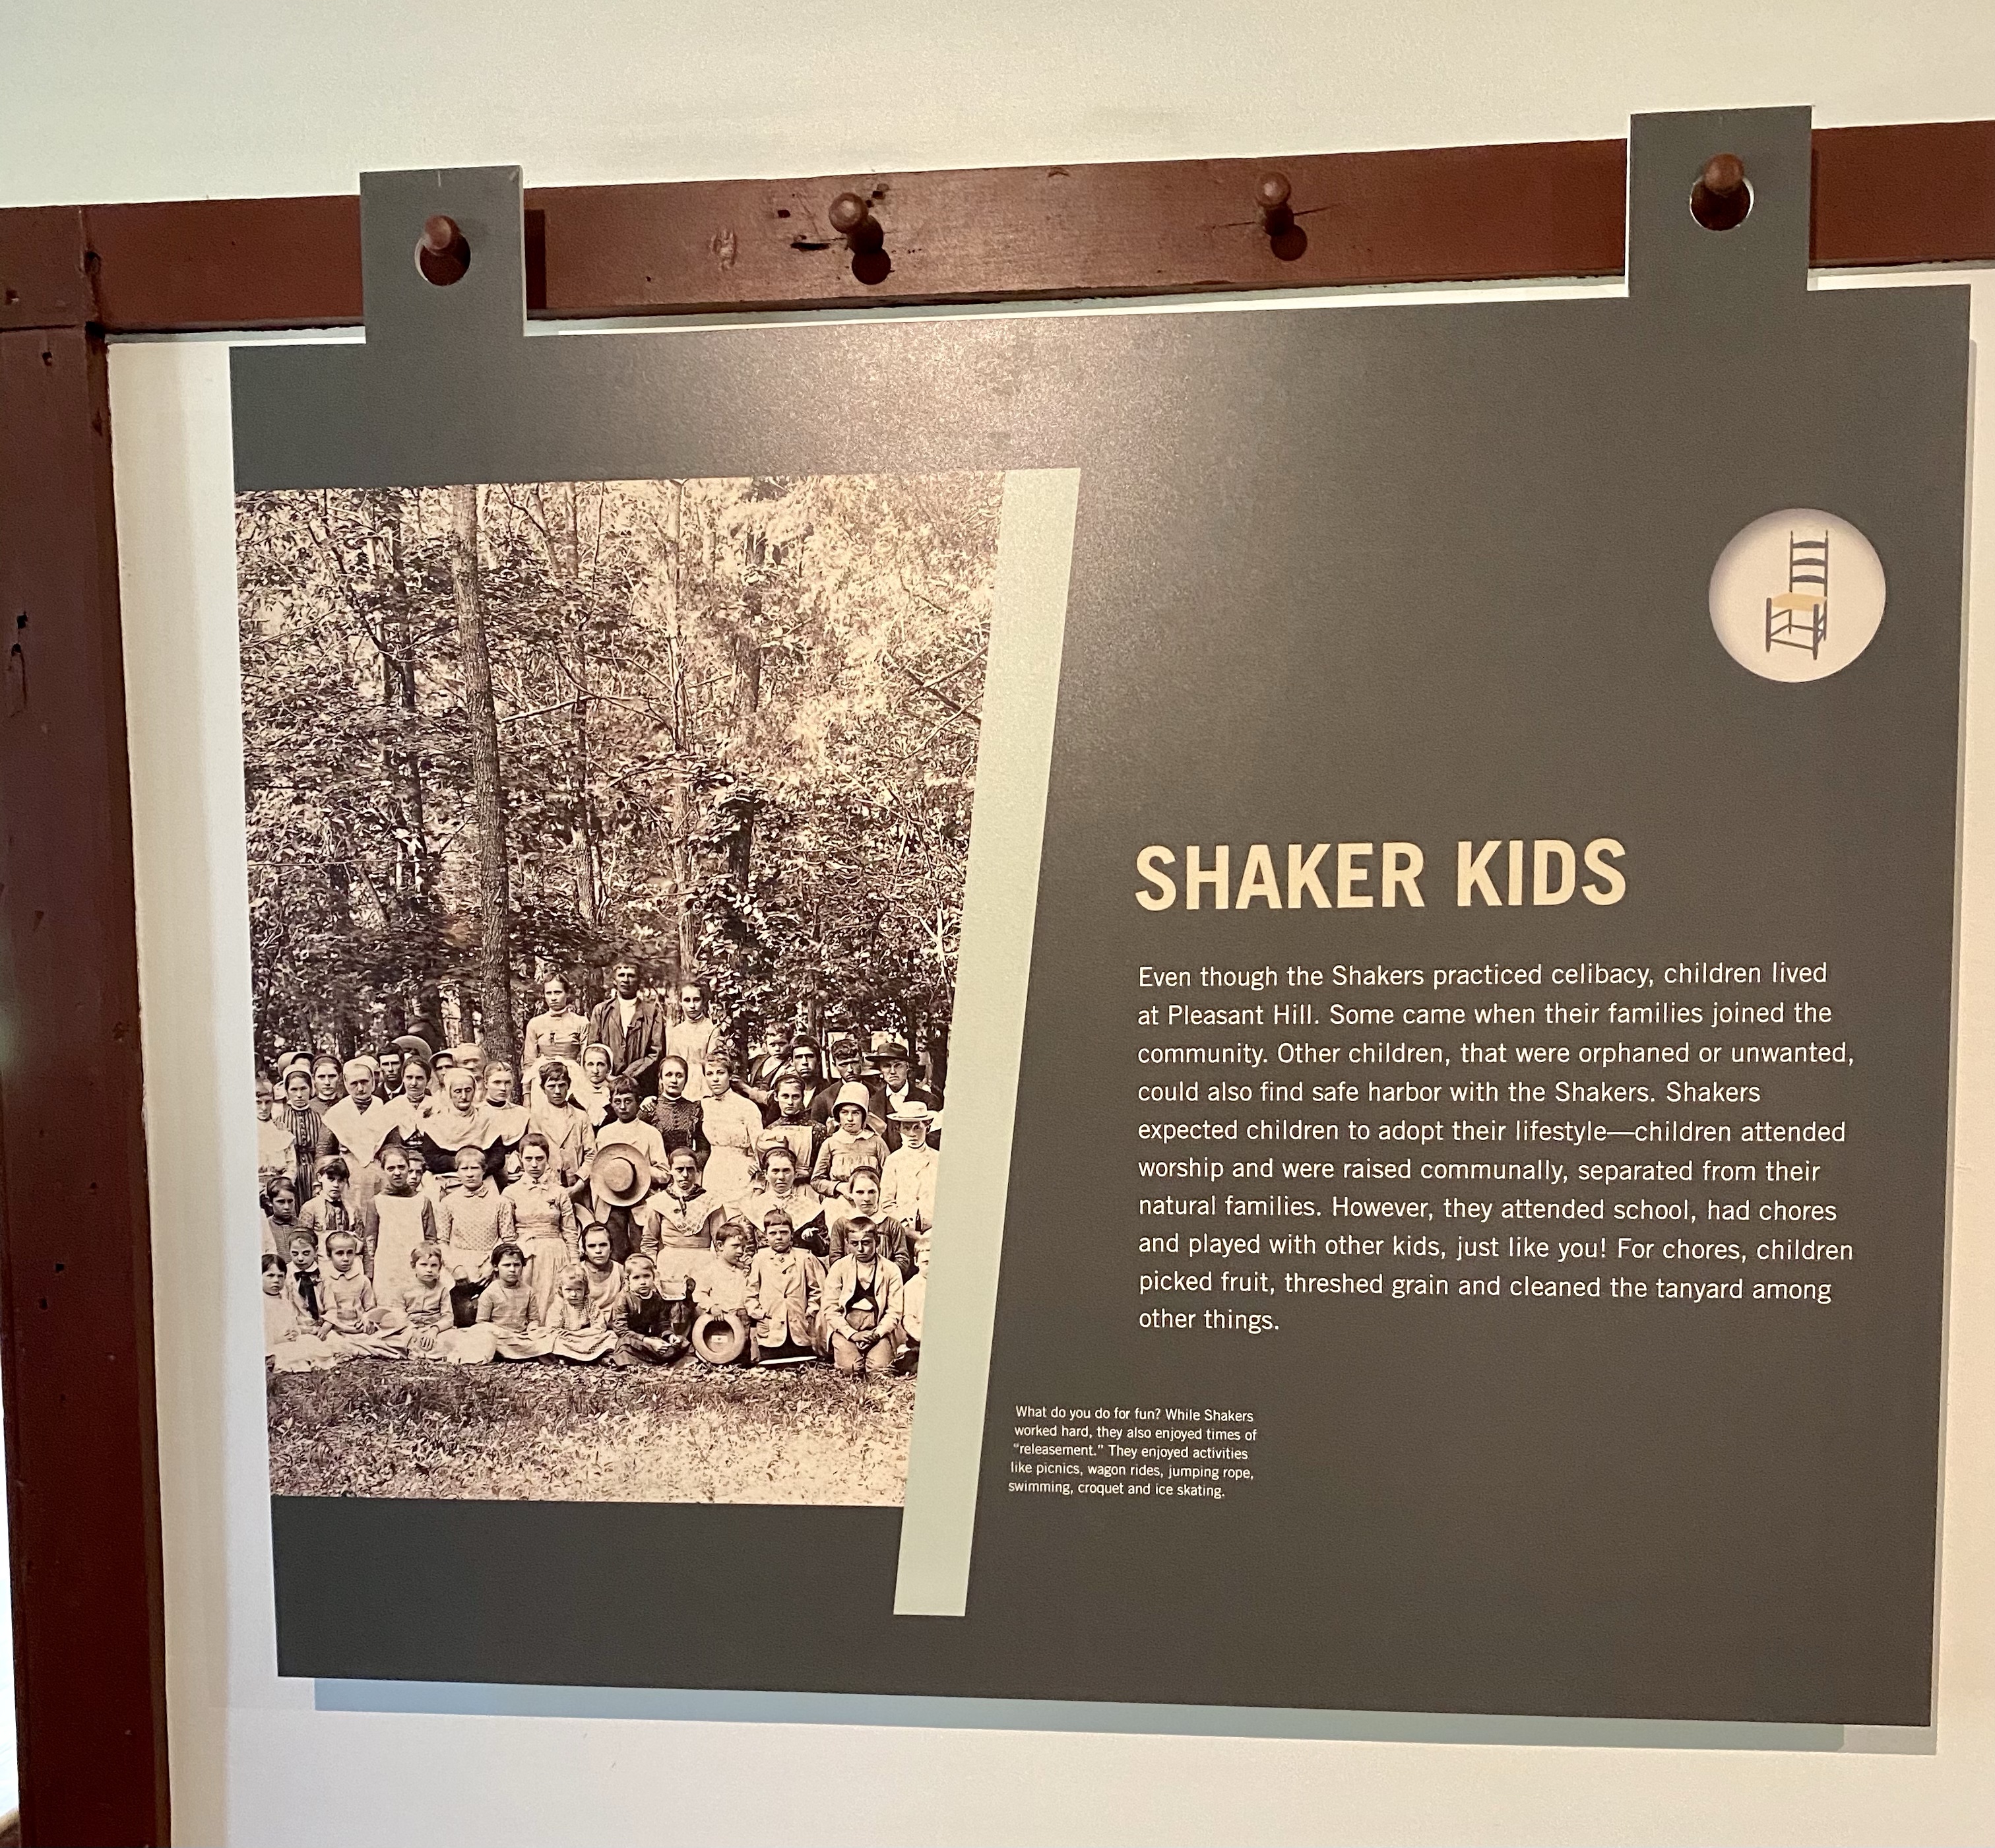 SHAKER KIDS
Even though the Shakers practiced celibacy, children lived
at Pleasant Hill. Some came when their families joined the
community. Other children, that were orphaned or unwanted,
could also find safe harbor with the Shakers. Shakers
expected children to adopt their lifestyle—children attended
worship and were raised communally, separated from their
natural families. However, they attended school, had chores
and played with other kids, just like you! For chores, children
picked fruit, threshed grain and cleaned the tanyard among
other things.
What do you do for fun? While Shakers
worked hard, they also enjoyed times of
“releasement.” They enjoyed activities
like picnics, wagon rides, jumping rope,
swimming, croquet and ice skating.